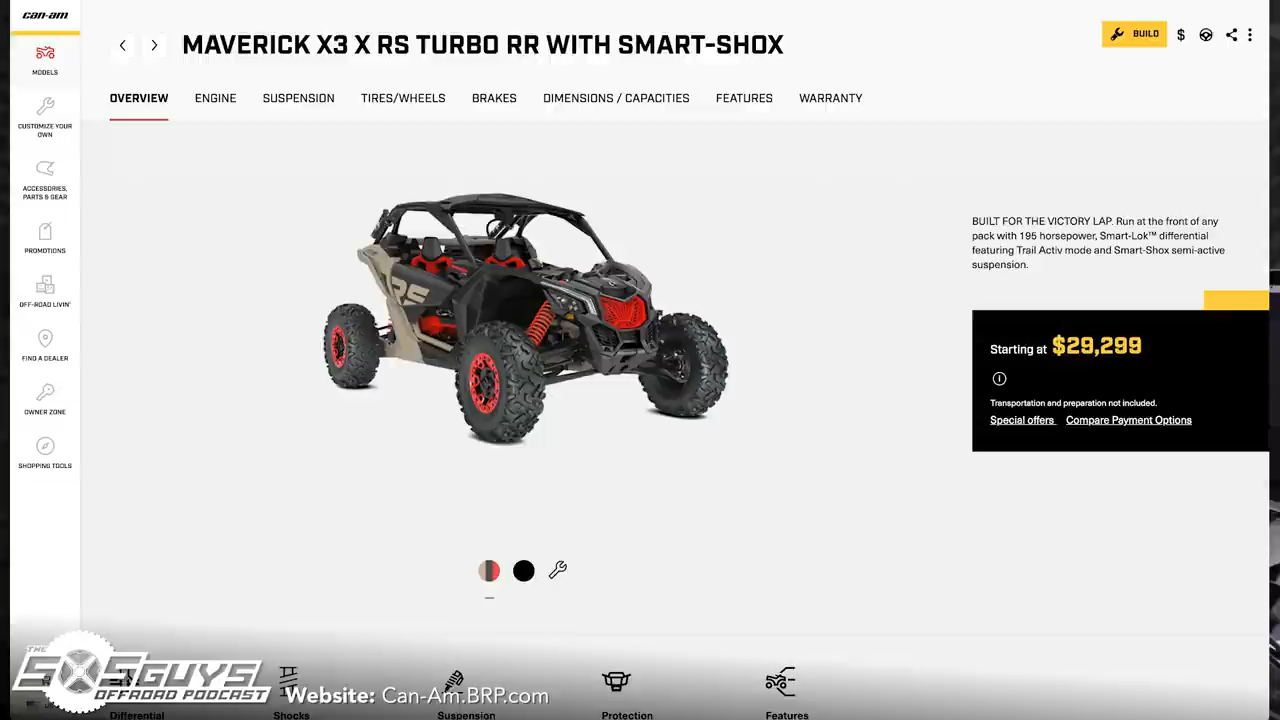 can-am
MAVERICK X3 X RS TURBO RR WITH SMART-SHOX
BUILD
OVERVIEW
ENGINE
SUSPENSION
TIRES/WHEELS
BRAKES
DIMENSIONS / CAPACITIES
FEATURES
WARRANTY
MODELS
CUSTOMIZE YOUR
OWN
ACCESSORIES,
PARTS & GEAR
PROMOTIONS
OFF-ROAD LIVIN'
FIND A DEALER
OWNER ZONE
SHOPPING TOOLS
RS
BUILT FOR THE VICTORY LAP. Run at the front of any
pack with 195 horsepower, Smart-Lok™ differential
featuring Trail Activ mode and Smart-Shox semi-active
suspension.
Starting at $29,299
Transportation and preparation not included.
Special offers Compare Payment Options
THE
SXS GUYS
OFFROAD PODCAST
Website: Can-Am.BRP.com
Differential
Shocks
Suspension
Protection
Features